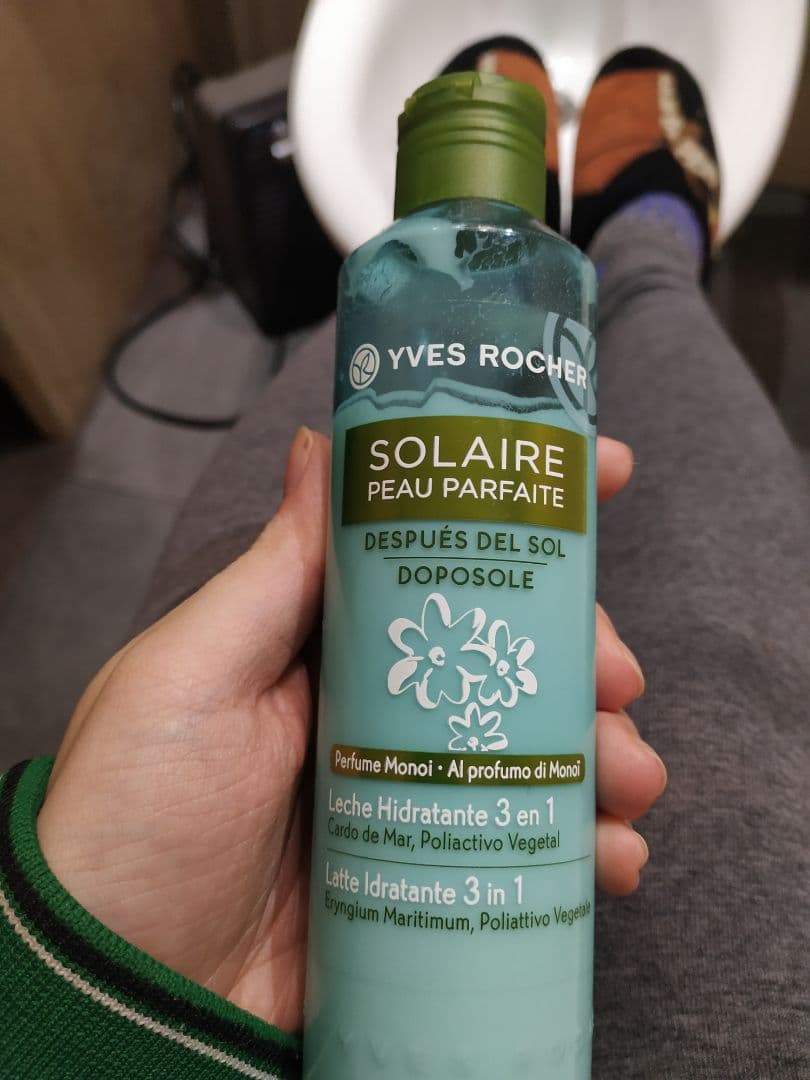 YVES ROCHER
SOLAIRE
PEAU PARFAITE
DESPUÉS DEL SOL
DOPOSOLE
Perfume Monoi · Al profumo di Monoï
Leche Hidratante 3 en 1
Cardo de Mar, Poliactivo Vegetal
Latte Idratante 3 in 1
Eryngium Maritimum, Poliattivo Vegetale